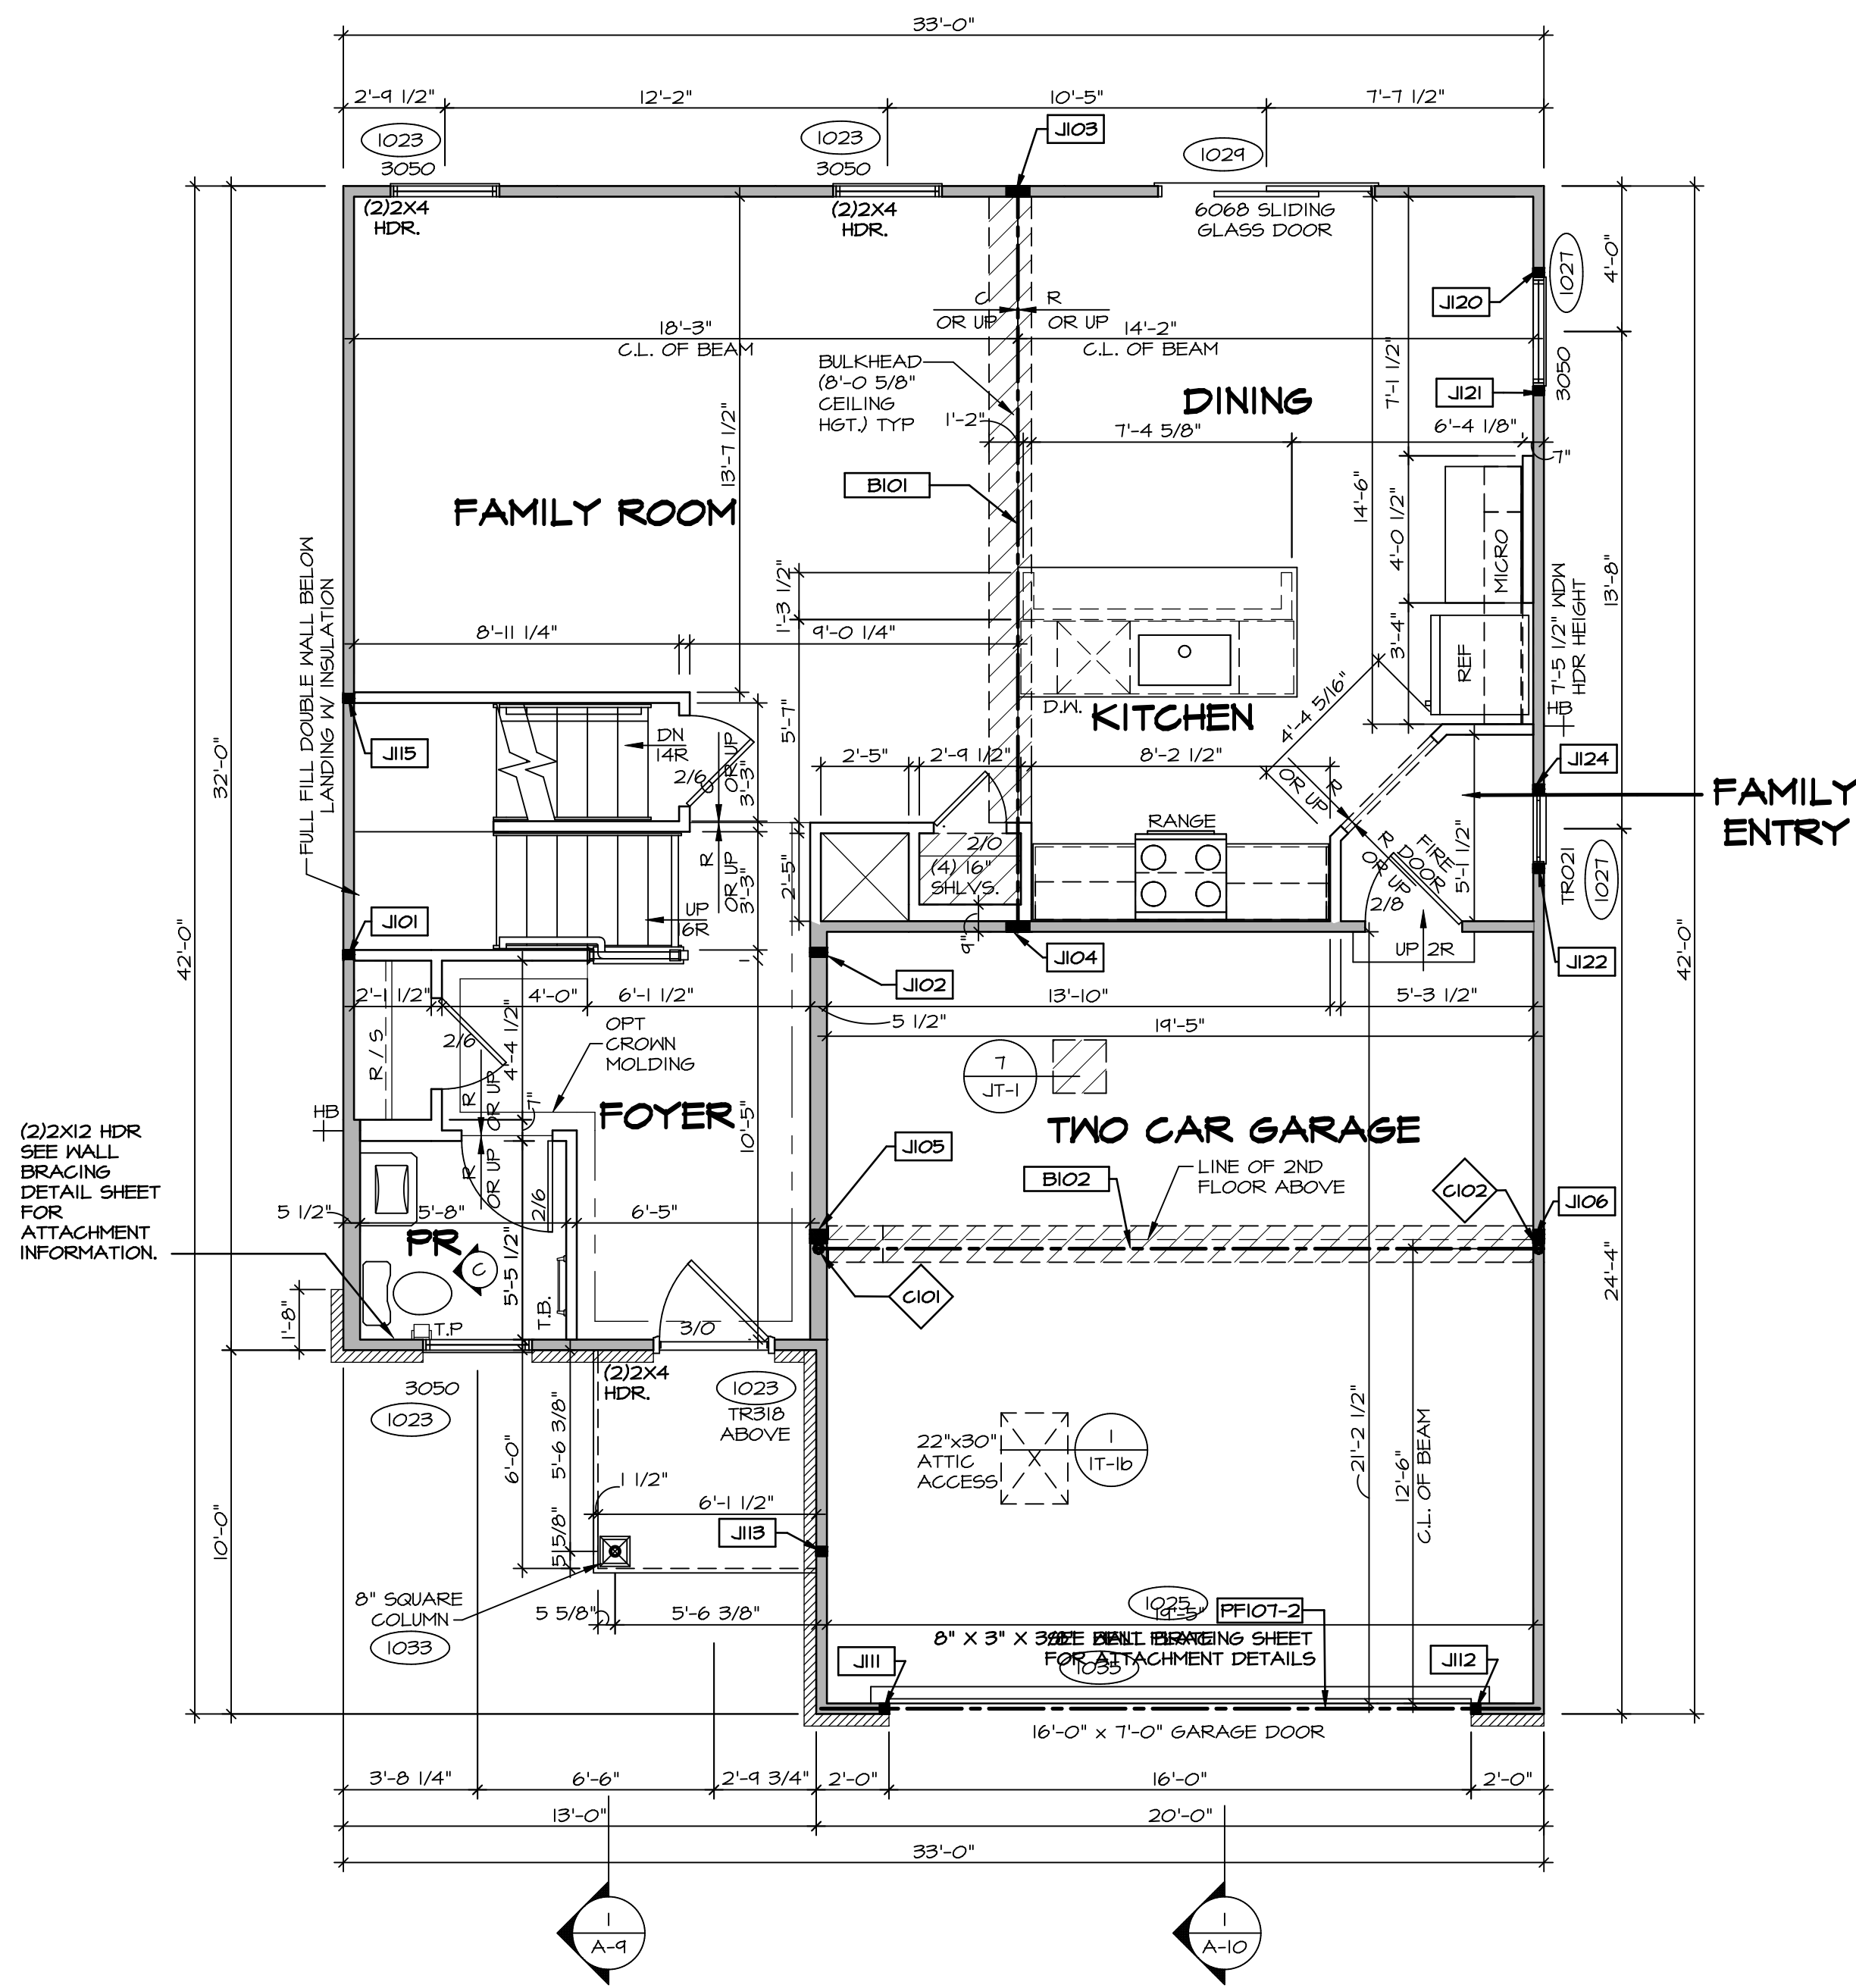 33'-0"
2'-9 1/2"
12'-2"
10'-5"
7'-7 1/2"
1023
3050
1023
3050
J103
1029
(2)2X4
HDR.
(2)2X4
HDR.
6068 SLIDING
GLASS DOOR
1027
4'-0"
J120
C
OR UP
R
OR UP
18'-3"
C.L. OF BEAM
14'-2"
C.L. OF BEAM
BULKHEAD
(8'-0 5/8"
CEILING
HGT.) TYP
7'-1 1/2"
J121
3050
DINING
1'-2"
7'-4 5/8"
6'-4 1/8"
7"
13'-7 1/2"
B101
FAMILY ROOM
14'-6"
4'-0 1/2"
MICRO
13'-8"
FULL FILL DOUBLE WALL BELOW
LANDING W/ INSULATION
1'-3 1/2"
8'-11 1/4"
9'-0 1/4"
3'-4"
REF
7'-5 1/2" WDW
HDR HEIGHT
HB
D.W.
KITCHEN
4'-4 5/16"
5'-7"
J115
DN
14R
2/6
OR UP
3'-3"
32'-0"
2'-5"
2'-9 1/2"
8'-2 1/2"
R
OR UP
J124
FAMILY
ENTRY
RANGE
2/0
(4) 16"
SHLVS.
R
OR UP
FIRE
DOOR
5'-1 1/2"
2/8
TR021
1027
R
OR UP
3'-3"
2'-5"
UP
6R
J101
42'-0"
9"
J104
UP 2R
J122
42'-0"
J102
2'-1 1/2"
4'-0"
6'-1 1/2"
13'-10"
5'-3 1/2"
5 1/2"
19'-5"
R / S
2/6
4'-4 1/2"
OPT
CROWN
MOLDING
7
JT-1
R
OR UP
7"
FOYER
10'-5"
TWO CAR GARAGE
HB
(2)2X12 HDR
SEE WALL
BRACING
DETAIL SHEET
FOR
ATTACHMENT
INFORMATION.
R
OR UP
J105
B102
LINE OF 2ND
FLOOR ABOVE
C102
J106
5 1/2"
5'-8"
2/6
6'-5"
PR
C
5'-5 1/2"
T.B.
C101
24'-4"
1'-8"
T.P
3/0
3050
1023
(2)2X4
HDR.
1023
TR318
ABOVE
5'-6 3/8"
6'-0"
22"x30"
ATTIC
ACCESS
1
1T-1b
21'-2 1/2"
12'-6"
C.L. OF BEAM
1 1/2"
6'-1 1/2"
J113
10'-0"
5 5/8"
8" SQUARE
COLUMN
1033
5 5/8"
5'-6 3/8"
1025
19'-5"
PF107-2
8" X 3" X 3/8"
SEE WALL BRACING SHEET
FOR ATTACHMENT DETAILS
1035
J111
J112
16'-0" x 7'-0" GARAGE DOOR
3'-8 1/4"
6'-6"
2'-9 3/4"
2'-0"
16'-0"
2'-0"
13'-0"
20'-0"
33'-0"
1
A-9
1
A-10